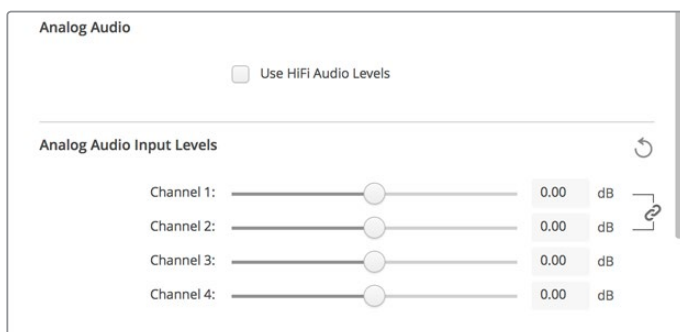 Analog Audio
Use HiFi Audio Levels
Analog Audio Input Levels
Channel 1: 0.00 dB
Channel 2: 0.00 dB
Channel 3: 0.00 dB
Channel 4: 0.00 dB